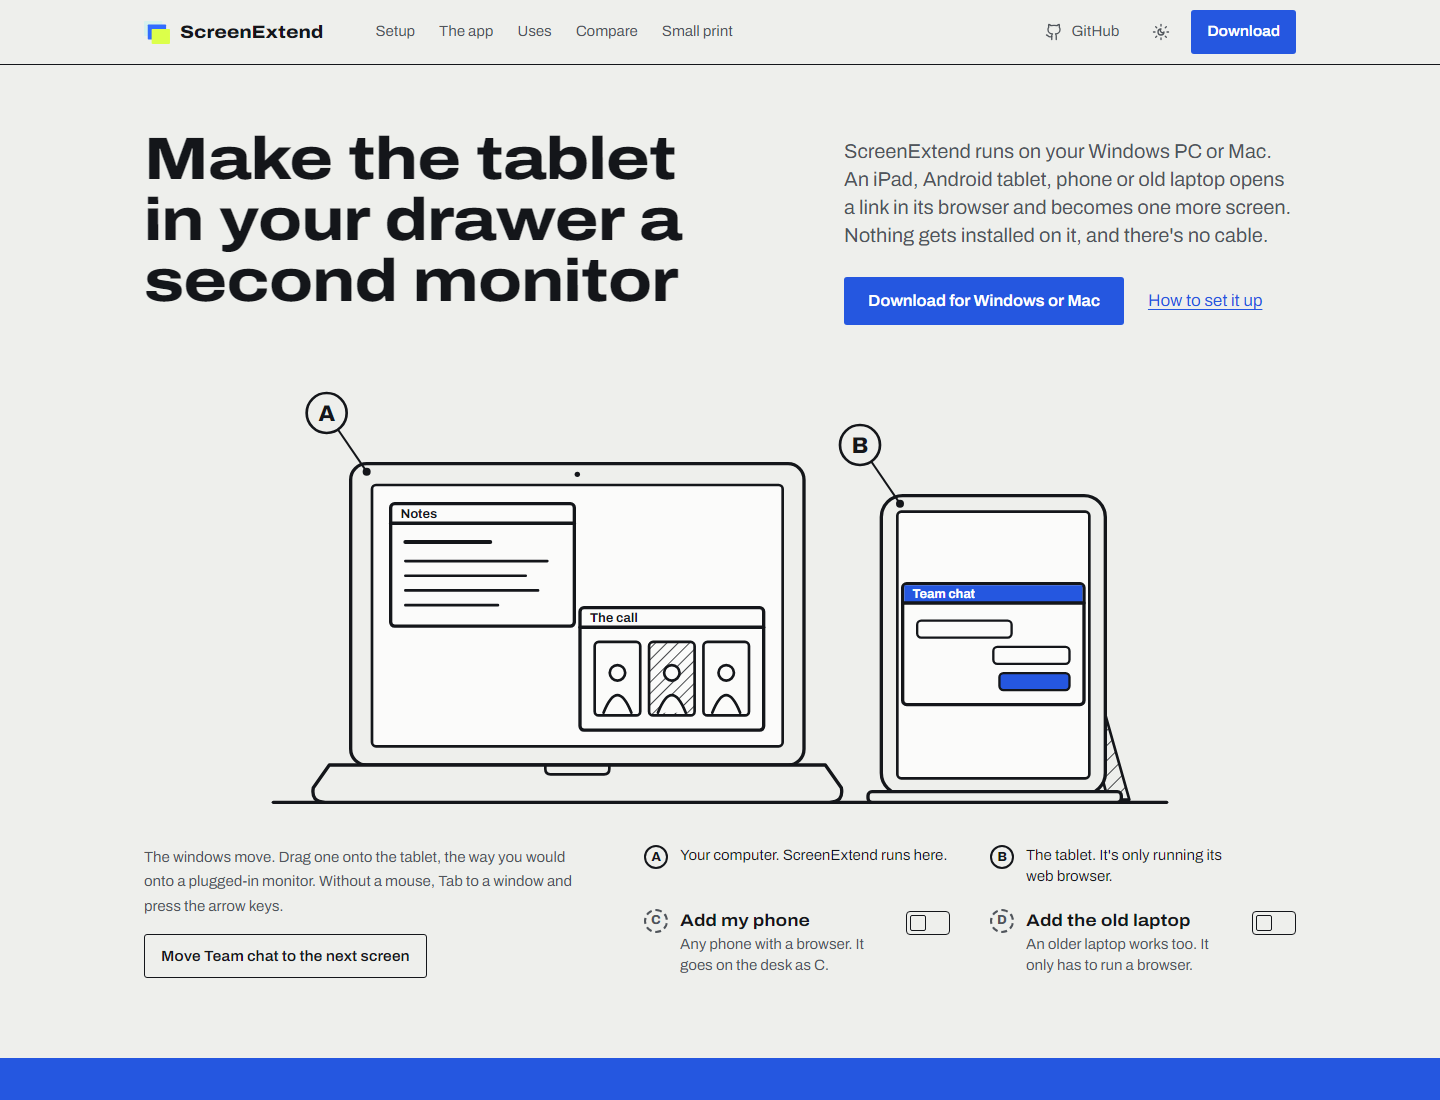 ScreenExtend
Setup
The app
Uses
Compare
Small print
GitHub
Download
Make the tablet
in your drawer a
second monitor
ScreenExtend runs on your Windows PC or Mac.
An iPad, Android tablet, phone or old laptop opens
a link in its browser and becomes one more screen.
Nothing gets installed on it, and there's no cable.
Download for Windows or Mac
How to set it up
A
B
Notes
The call
Team chat
The windows move. Drag one onto the tablet, the way you would
onto a plugged-in monitor. Without a mouse, Tab to a window and
press the arrow keys.
Move Team chat to the next screen
A
Your computer. ScreenExtend runs here.
B
The tablet. It's only running its
web browser.
C
Add my phone
Any phone with a browser. It
goes on the desk as C.
D
Add the old laptop
An older laptop works too. It
only has to run a browser.